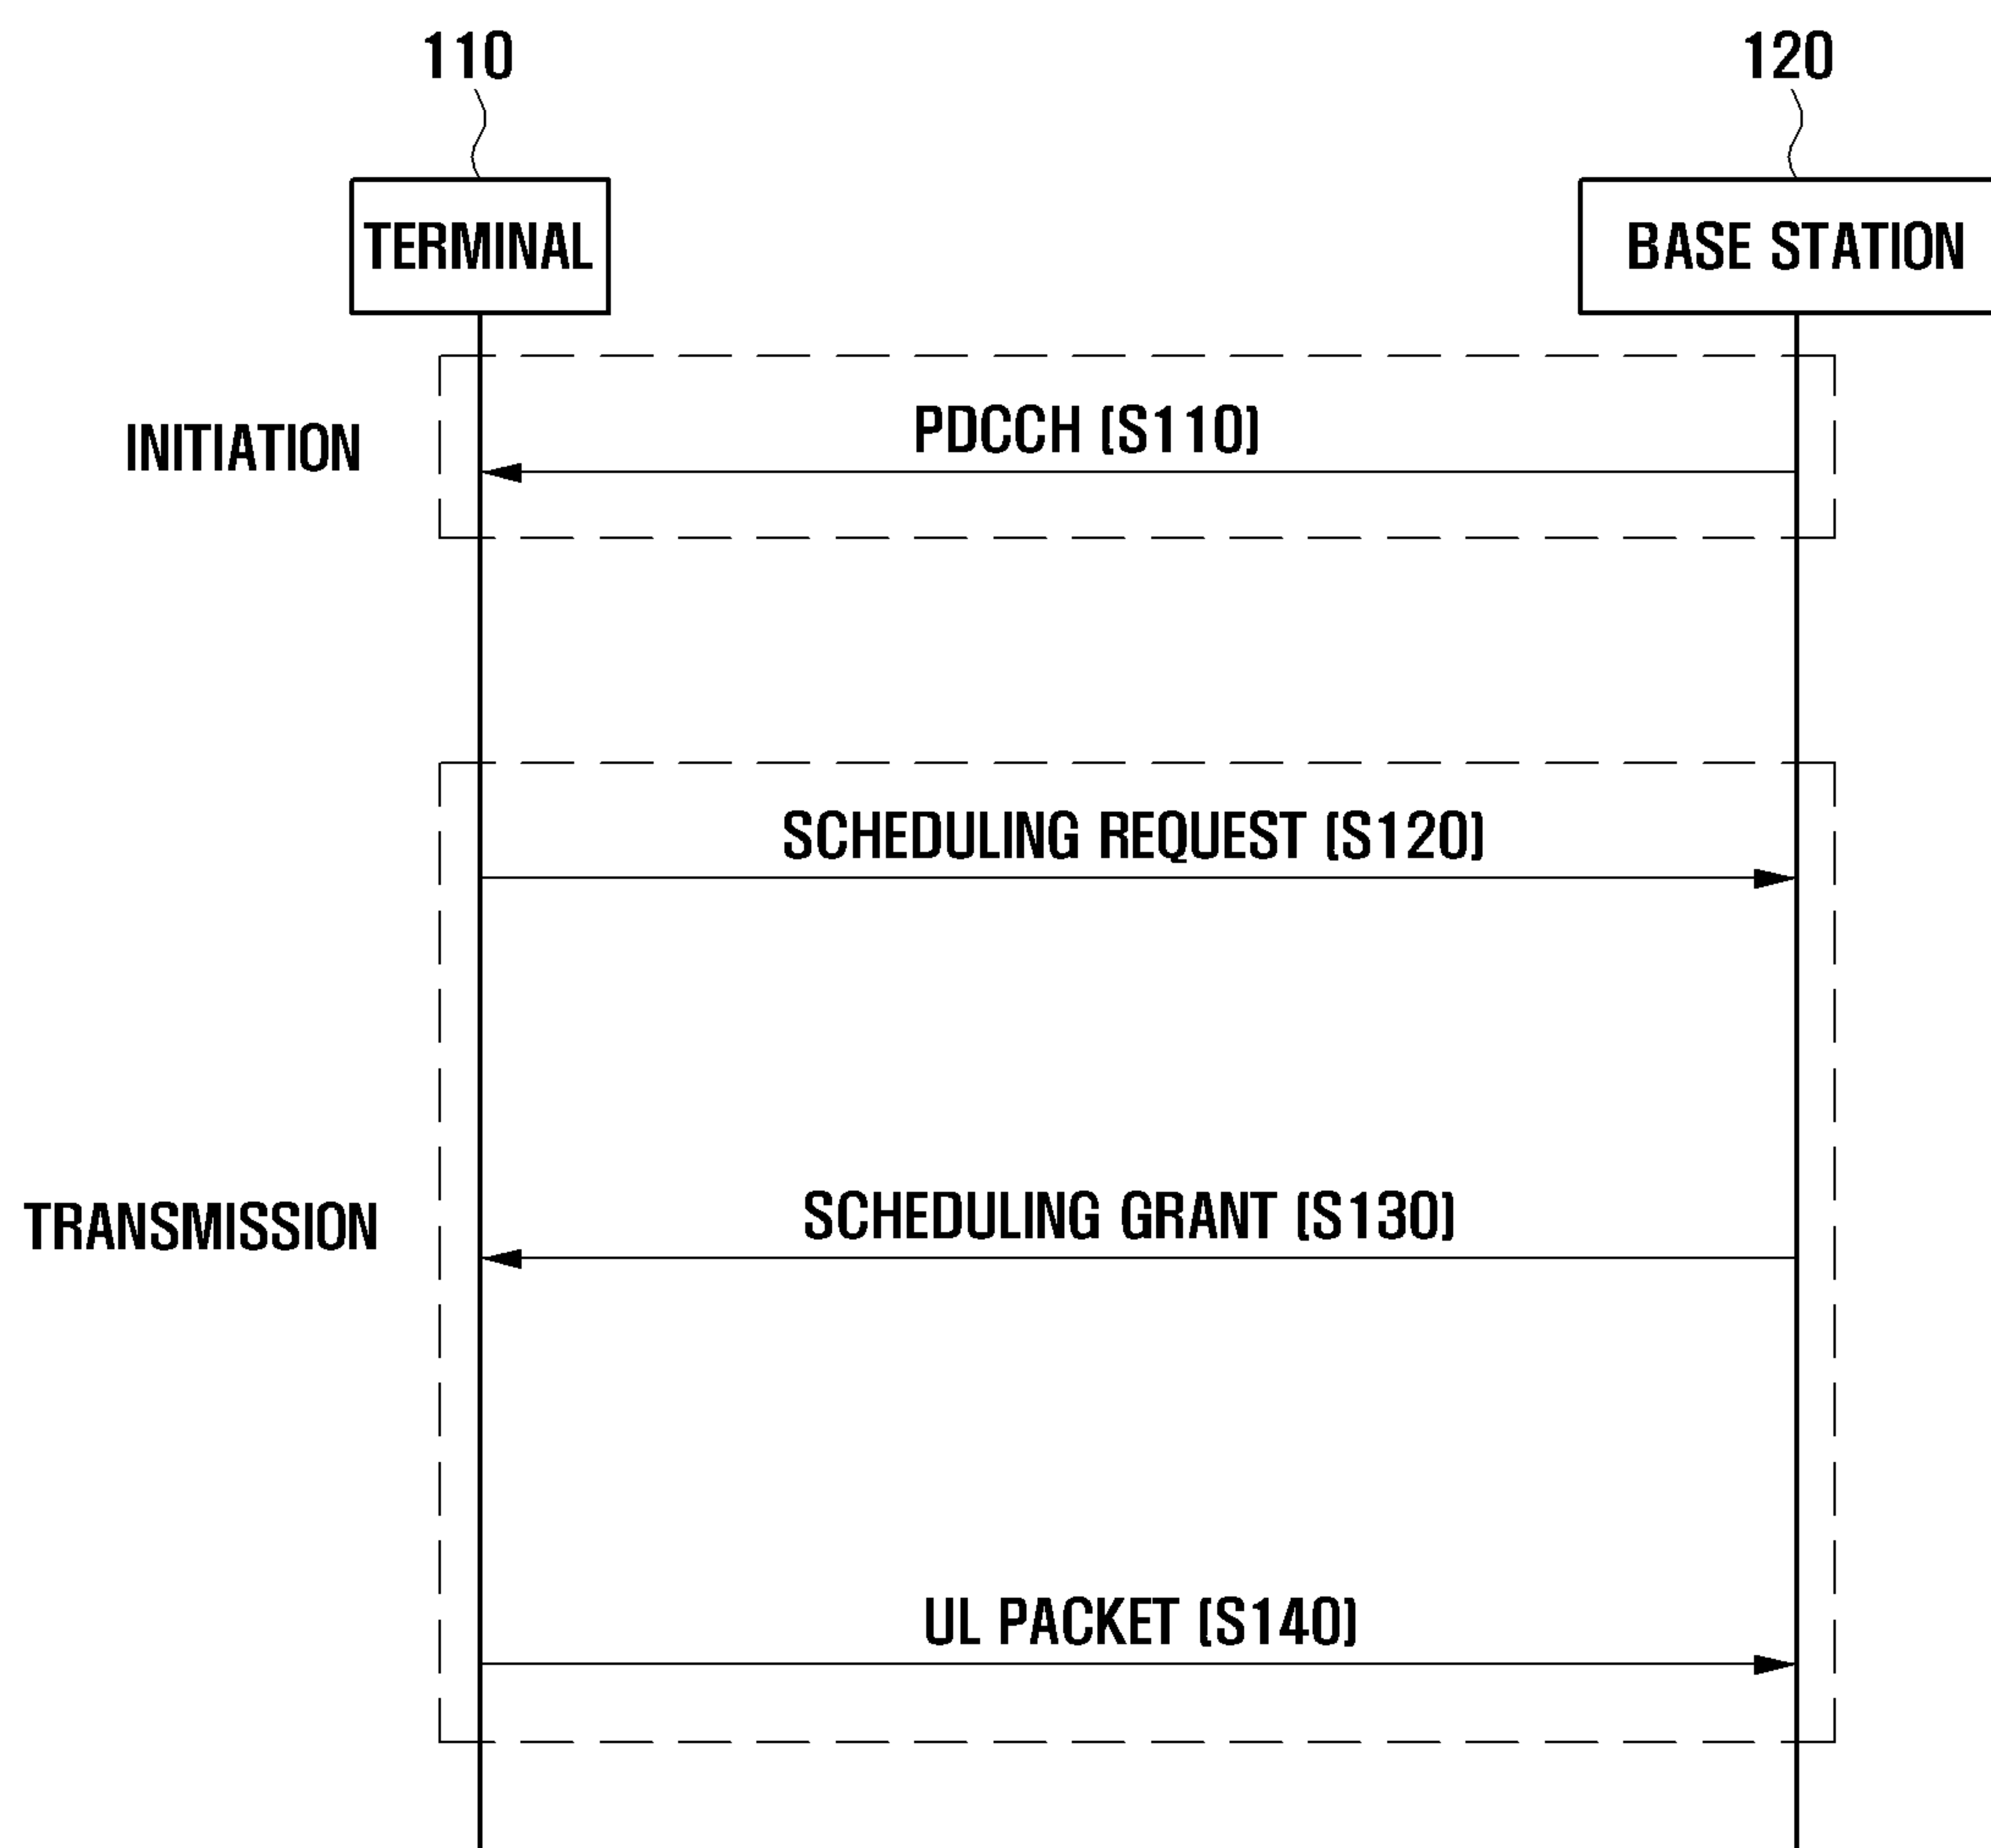 110
120
TERMINAL
BASE STATION
INITIATION
PDCCH (S110)
SCHEDULING REQUEST (S120)
TRANSMISSION
SCHEDULING GRANT (S130)
UL PACKET (S140)